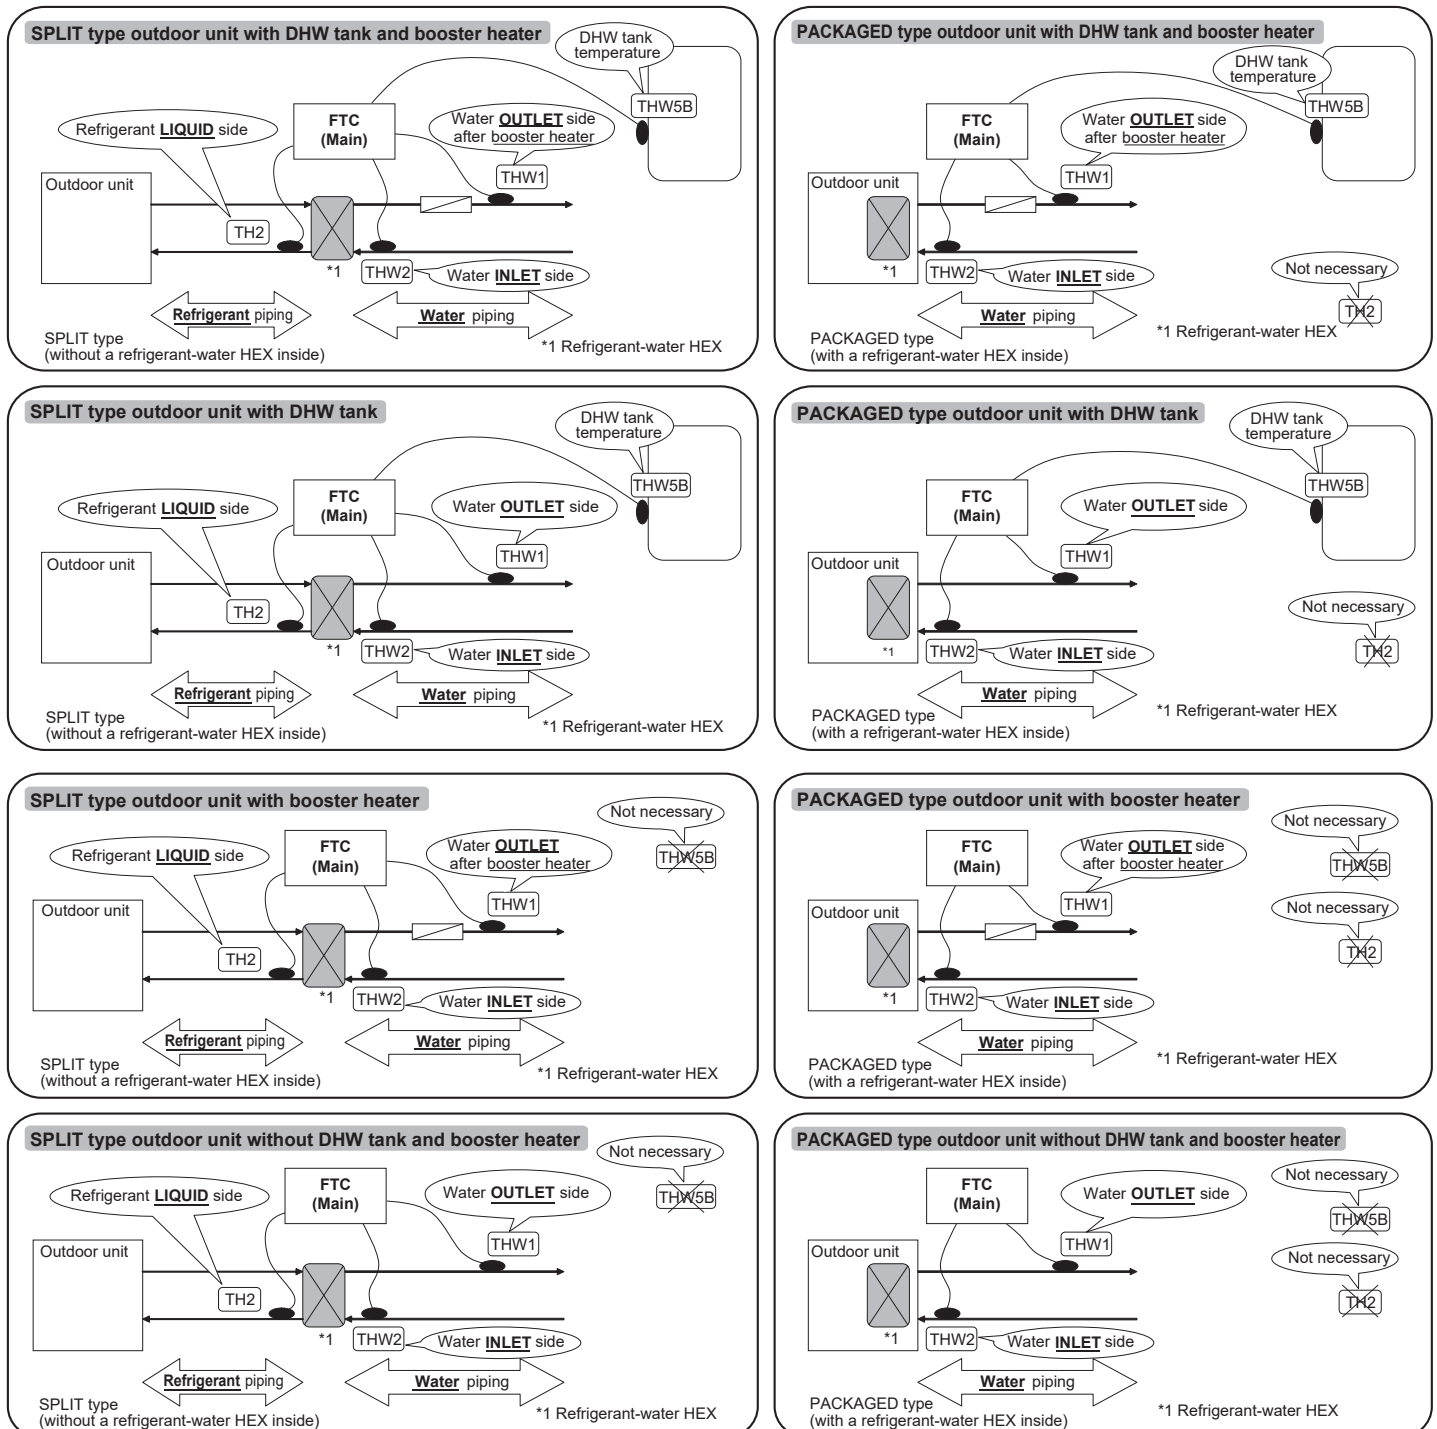 SPLIT type outdoor unit with DHW tank and booster heater
DHW tank
temperature
THW5B
FTC
(Main)
Water OUTLET side
after booster heater
THW1
Refrigerant LIQUID side
Outdoor unit
TH2
*1
THW2
Water INLET side
Refrigerant piping
Water piping
SPLIT type
(without a refrigerant-water HEX inside)
*1 Refrigerant-water HEX
PACKAGED type outdoor unit with DHW tank and booster heater
DHW tank
temperature
THW5B
FTC
(Main)
Water OUTLET side
after booster heater
THW1
Outdoor unit
*1
THW2
Water INLET side
Not necessary
TH2
Water piping
*1 Refrigerant-water HEX
PACKAGED type
(with a refrigerant-water HEX inside)
SPLIT type outdoor unit with DHW tank
DHW tank
temperature
THW5B
FTC
(Main)
Water OUTLET side
THW1
Refrigerant LIQUID side
Outdoor unit
TH2
*1
THW2
Water INLET side
Refrigerant piping
Water piping
SPLIT type
(without a refrigerant-water HEX inside)
*1 Refrigerant-water HEX
PACKAGED type outdoor unit with DHW tank
DHW tank
temperature
THW5B
FTC
(Main)
Water OUTLET side
THW1
Outdoor unit
*1
THW2
Water INLET side
Not necessary
TH2
Water piping
*1 Refrigerant-water HEX
PACKAGED type
(with a refrigerant-water HEX inside)
SPLIT type outdoor unit with booster heater
Not necessary
THW5B
FTC
(Main)
Water OUTLET
after booster heater
THW1
Refrigerant LIQUID side
Outdoor unit
TH2
*1
THW2
Water INLET side
Refrigerant piping
Water piping
SPLIT type
(without a refrigerant-water HEX inside)
*1 Refrigerant-water HEX
PACKAGED type outdoor unit with booster heater
Not necessary
THW5B
FTC
(Main)
Water OUTLET side
after booster heater
THW1
Not necessary
TH2
Outdoor unit
*1
THW2
Water INLET side
Water piping
*1 Refrigerant-water HEX
PACKAGED type
(with a refrigerant-water HEX inside)
SPLIT type outdoor unit without DHW tank and booster heater
Not necessary
THW5B
FTC
(Main)
Water OUTLET side
THW1
Refrigerant LIQUID side
Outdoor unit
TH2
*1
THW2
Water INLET side
Refrigerant piping
Water piping
SPLIT type
(without a refrigerant-water HEX inside)
*1 Refrigerant-water HEX
PACKAGED type outdoor unit without DHW tank and booster heater
Not necessary
THW5B
FTC
(Main)
Water OUTLET side
THW1
Not necessary
TH2
Outdoor unit
*1
THW2
Water INLET side
Water piping
*1 Refrigerant-water HEX
PACKAGED type
(with a refrigerant-water HEX inside)